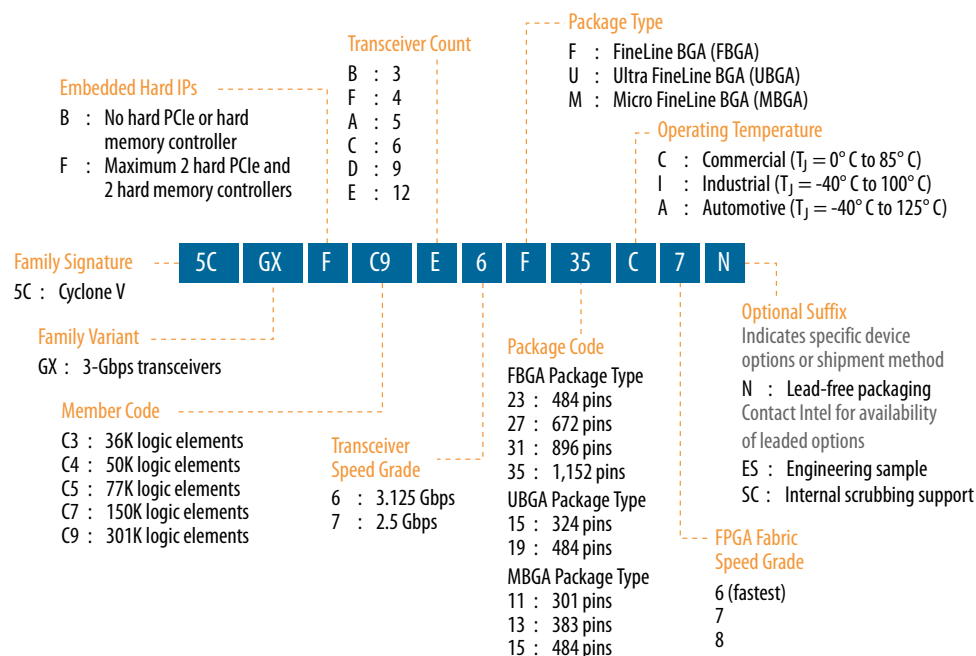 Package Type
F : FineLine BGA (FBGA)
U : Ultra FineLine BGA (UBGA)
M : Micro FineLine BGA (MBGA)
Transceiver Count
B : 3
F : 4
A : 5
C : 6
D : 9
E : 12
Embedded Hard IPs
B : No hard PCIe or hard
memory controller
F : Maximum 2 hard PCIe and
2 hard memory controllers
Operating Temperature
C : Commercial (TJ = 0° C to 85° C)
I : Industrial (TJ = -40° C to 100° C)
A : Automotive (TJ = -40° C to 125° C)
5C GX F C9 E 6 F 35 C 7 N
Family Signature
5C : Cyclone V
Family Variant
GX : 3-Gbps transceivers
Member Code
C3 : 36K logic elements
C4 : 50K logic elements
C5 : 77K logic elements
C7 : 150K logic elements
C9 : 301K logic elements
Transceiver
Speed Grade
6 : 3.125 Gbps
7 : 2.5 Gbps
Package Code
FBGA Package Type
23 : 484 pins
27 : 672 pins
31 : 896 pins
35 : 1,152 pins
UBGA Package Type
15 : 324 pins
19 : 484 pins
MBGA Package Type
11 : 301 pins
13 : 383 pins
15 : 484 pins
Optional Suffix
Indicates specific device
options or shipment method
N : Lead-free packaging
Contact Intel for availability
of leaded options
ES : Engineering sample
SC : Internal scrubbing support
FPGA Fabric
Speed Grade
6 (fastest)
7
8